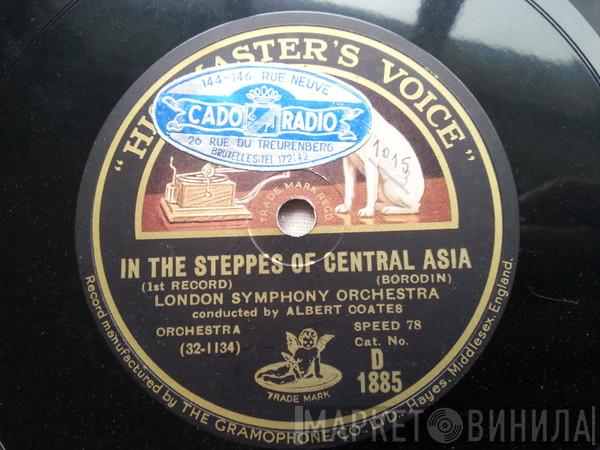 "HIS MASTER'S VOICE"
144-146 RUE NEUVE
CADO RADIO
26 RUE DU TREURENBERG
BRUXELLES TEL 172142
1015
TRADE MARK REGD.
IN THE STEPPES OF CENTRAL ASIA
(1st RECORD) (BORODIN)
LONDON SYMPHONY ORCHESTRA
conducted by ALBERT COATES
ORCHESTRA SPEED 78
(32-1134) Cat. No.
D
1885
TRADE MARK
Record manufactured by THE GRAMOPHONE CO. LTD., Hayes, Middlesex, England.
МАРКЕТ ВИНИЛА